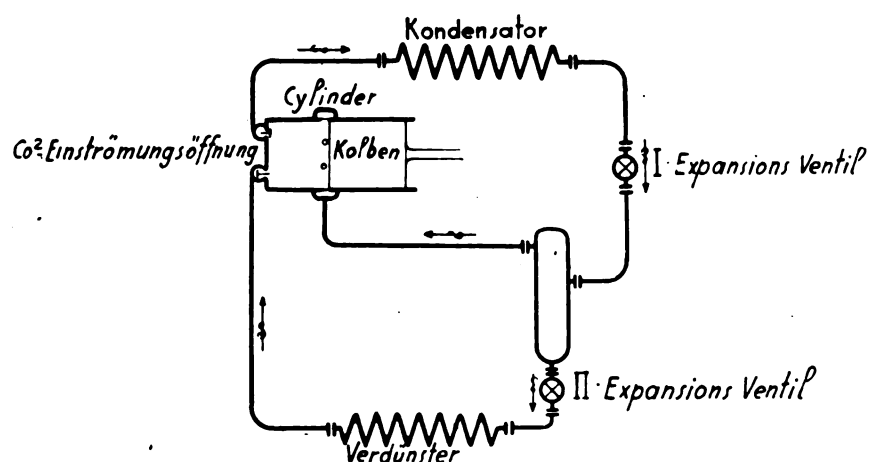 Kondensator
Cylinder
Co²-Einströmungsöffnung
Kolben
I · Expansions Ventil
II · Expansions Ventil
Verdünster